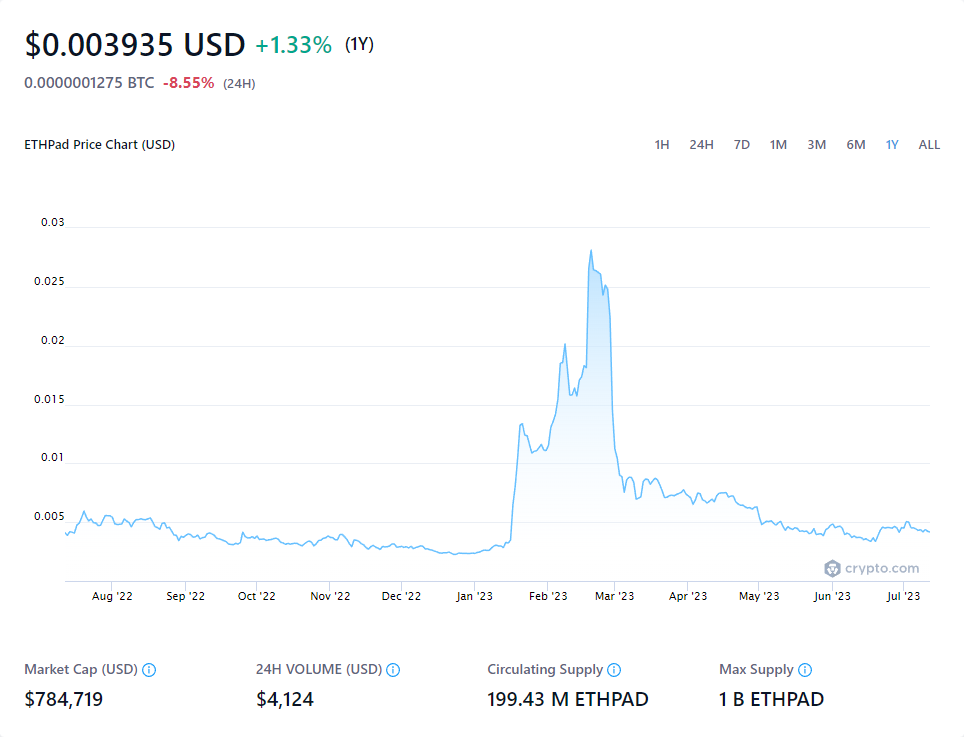 $0.003935 USD +1.33% (1Y)
0.0000001275 BTC -8.55% (24H)
ETHPad Price Chart (USD) 1H 24H 7D 1M 3M 6M 1Y ALL
0.03
0.025
0.02
0.015
0.01
0.005
crypto.com
Aug '22 Sep '22 Oct '22 Nov '22 Dec '22 Jan '23 Feb '23 Mar '23 Apr '23 May '23 Jun '23 Jul '23
Market Cap (USD) 24H VOLUME (USD) Circulating Supply Max Supply
$784,719 $4,124 199.43 M ETHPAD 1 B ETHPAD